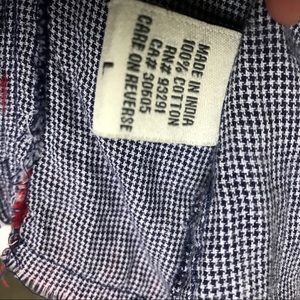 MADE IN INDIA
100% COTTON
RN# 93291
CA# 30605
CARE ON REVERSE
L